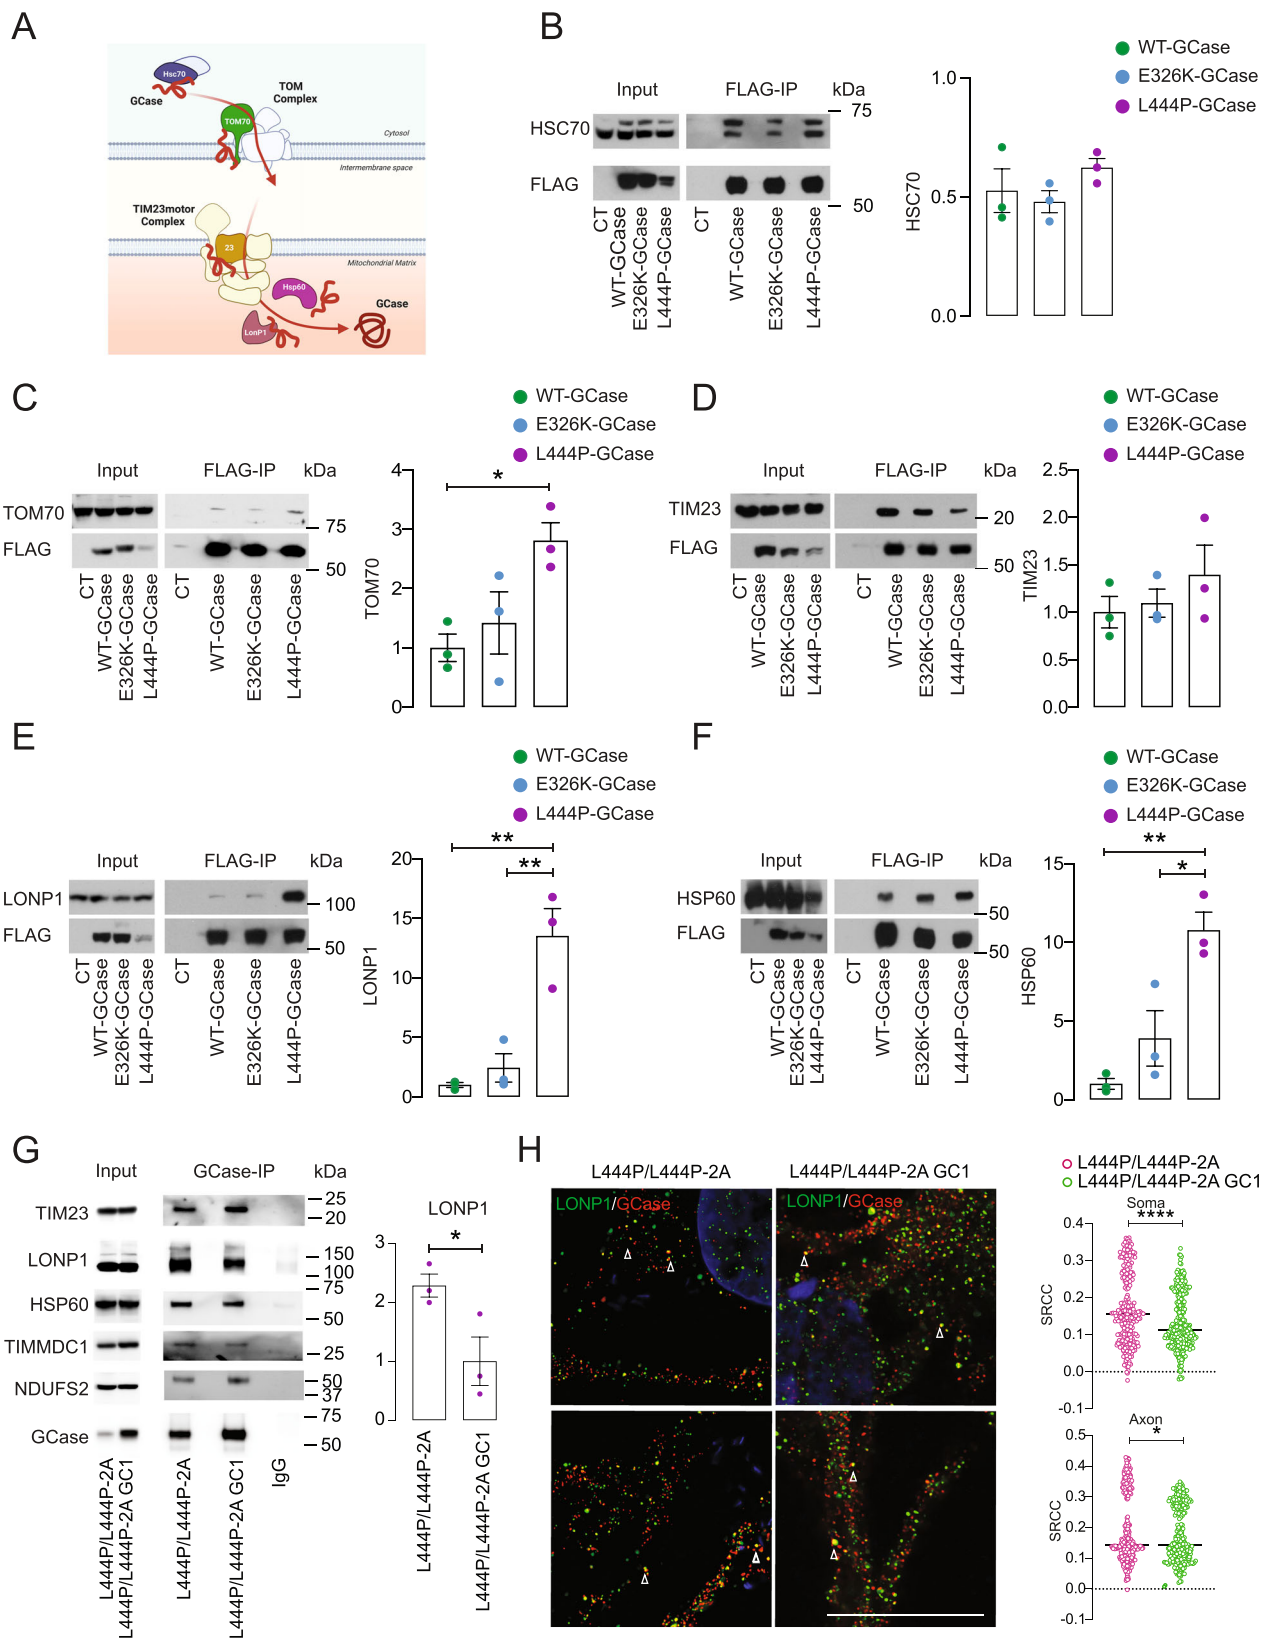 A
Hsc70
GCase
TOM
Complex
TOM70
Cytosol
Intermembrane space
TIM23motor
Complex
23
Mitochondrial Matrix
Hsp60
GCase
LonP1
B
WT-GCase
E326K-GCase
L444P-GCase
Input
FLAG-IP
kDa
75
HSC70
FLAG
50
CT
WT-GCase
E326K-GCase
L444P-GCase
CT
WT-GCase
E326K-GCase
L444P-GCase
HSC70
1.0
0.5
0.0
C
WT-GCase
E326K-GCase
L444P-GCase
Input
FLAG-IP
kDa
TOM70
75
FLAG
50
CT
WT-GCase
E326K-GCase
L444P-GCase
CT
WT-GCase
E326K-GCase
L444P-GCase
TOM70
4
3
2
1
0
*
D
WT-GCase
E326K-GCase
L444P-GCase
Input
FLAG-IP
kDa
TIM23
20
FLAG
50
CT
WT-GCase
E326K-GCase
L444P-GCase
CT
WT-GCase
E326K-GCase
L444P-GCase
TIM23
2.5
2.0
1.5
1.0
0.5
0.0
E
WT-GCase
E326K-GCase
L444P-GCase
Input
FLAG-IP
kDa
LONP1
100
FLAG
50
CT
WT-GCase
E326K-GCase
L444P-GCase
CT
WT-GCase
E326K-GCase
L444P-GCase
LONP1
20
15
10
5
0
**
**
F
WT-GCase
E326K-GCase
L444P-GCase
Input
FLAG-IP
kDa
HSP60
50
FLAG
50
CT
WT-GCase
E326K-GCase
L444P-GCase
CT
WT-GCase
E326K-GCase
L444P-GCase
HSP60
15
10
5
0
**
*
G
Input
GCase-IP
kDa
TIM23
25
20
LONP1
150
100
75
HSP60
50
TIMMDC1
25
NDUFS2
50
37
GCase
75
50
L444P/L444P-2A
L444P/L444P-2A GC1
L444P/L444P-2A
L444P/L444P-2A GC1
IgG
LONP1
3
2
1
0
*
L444P/L444P-2A
L444P/L444P-2A GC1
H
L444P/L444P-2A
L444P/L444P-2A GC1
LONP1/GCase
LONP1/GCase
L444P/L444P-2A
L444P/L444P-2A GC1
Soma
****
SRCC
0.4
0.3
0.2
0.1
0.0
-0.1
Axon
*
SRCC
0.5
0.4
0.3
0.2
0.1
0.0
-0.1